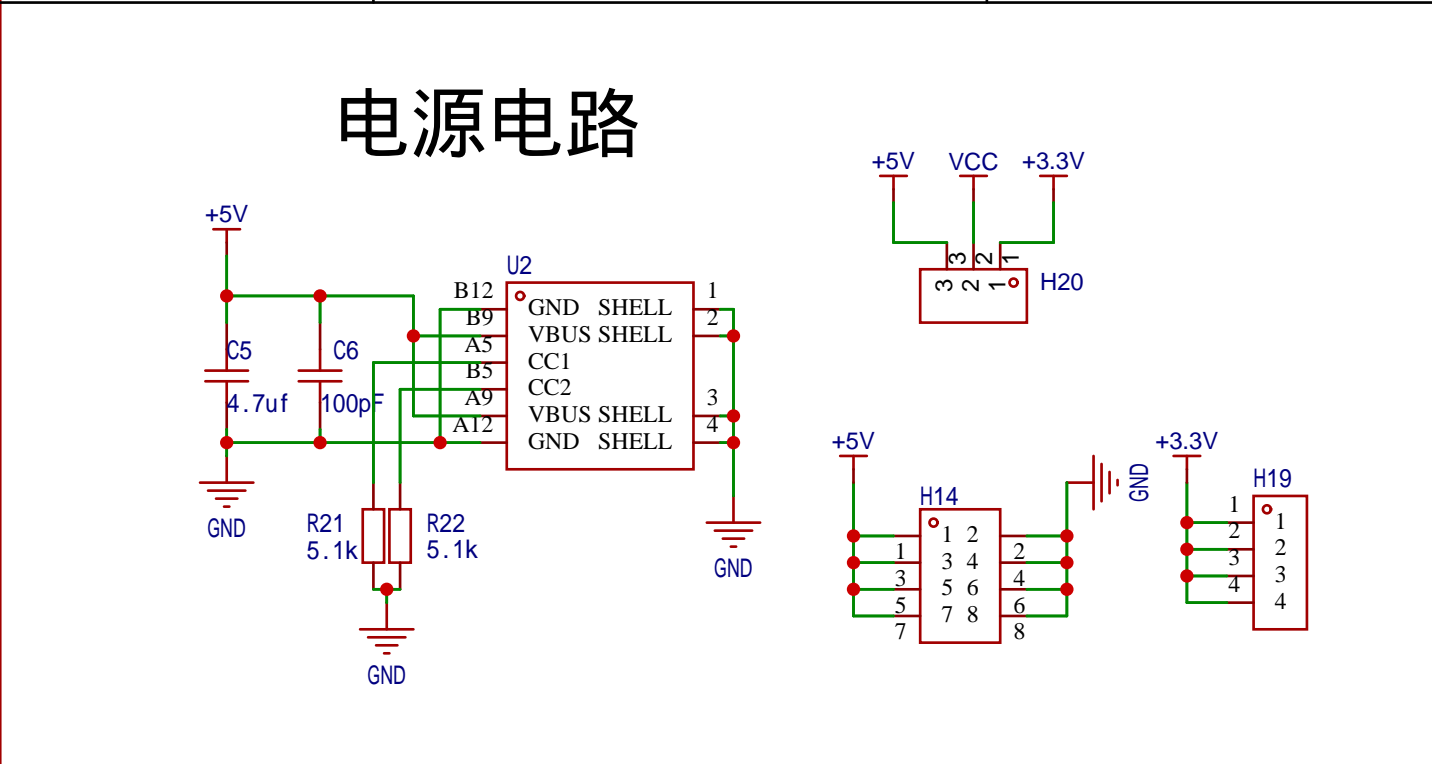 电源电路
+5V
U2
B12
B9
A5
B5
A9
A12
GND SHELL
VBUS SHELL
CC1
CC2
VBUS SHELL
GND SHELL
1
2
3
4
C5
4.7uf
C6
100pF
GND
R21
5.1k
R22
5.1k
GND
GND
+5V
VCC
+3.3V
3 2 1
3 2 1
H20
+5V
H14
GND
1 2
3 4
5 6
7 8
1
3
5
7
2
4
6
8
+3.3V
H19
1
2
3
4
1
2
3
4